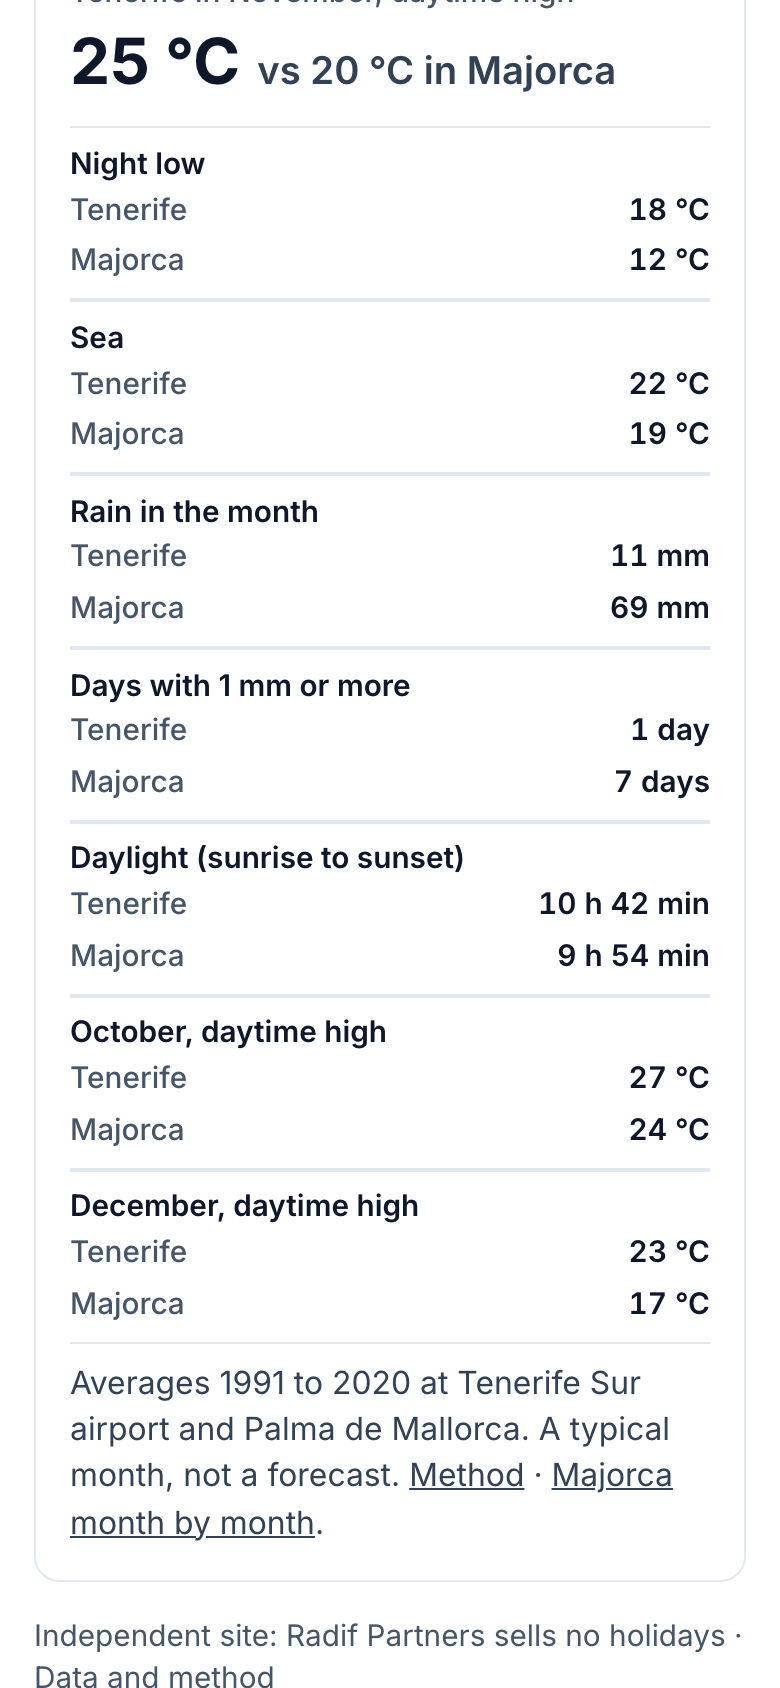 Tenerife in November, daytime high
25 °C vs 20 °C in Majorca
Night low
Tenerife 18 °C
Majorca 12 °C
Sea
Tenerife 22 °C
Majorca 19 °C
Rain in the month
Tenerife 11 mm
Majorca 69 mm
Days with 1 mm or more
Tenerife 1 day
Majorca 7 days
Daylight (sunrise to sunset)
Tenerife 10 h 42 min
Majorca 9 h 54 min
October, daytime high
Tenerife 27 °C
Majorca 24 °C
December, daytime high
Tenerife 23 °C
Majorca 17 °C
Averages 1991 to 2020 at Tenerife Sur
airport and Palma de Mallorca. A typical
month, not a forecast. Method · Majorca
month by month.
Independent site: Radif Partners sells no holidays ·
Data and method